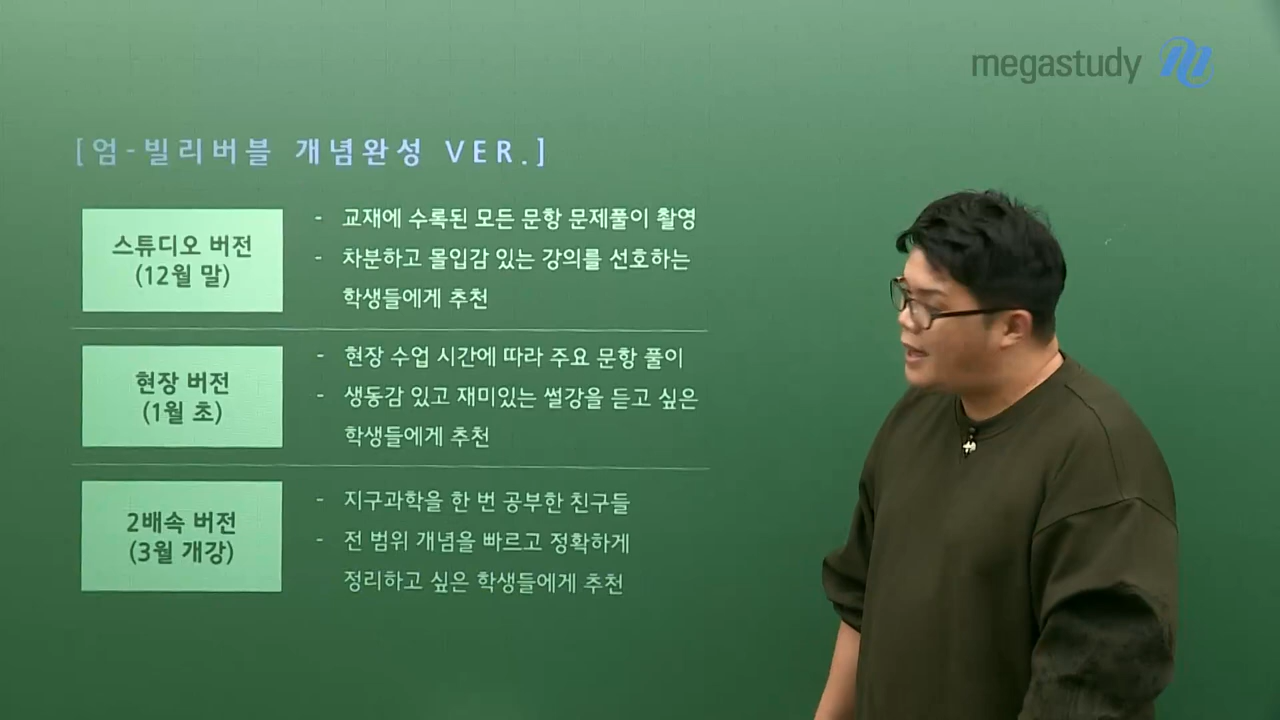 megastudy
[엄-빌리버블 개념완성 VER.]
스튜디오 버전
(12월 말)
- 교재에 수록된 모든 문항 문제풀이 촬영
- 차분하고 몰입감 있는 강의를 선호하는
학생들에게 추천
현장 버전
(1월 초)
- 현장 수업 시간에 따라 주요 문항 풀이
- 생동감 있고 재미있는 썰강을 듣고 싶은
학생들에게 추천
2배속 버전
(3월 개강)
- 지구과학을 한 번 공부한 친구들
- 전 범위 개념을 빠르고 정확하게
정리하고 싶은 학생들에게 추천